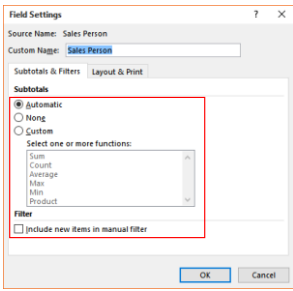 Field Settings ? ×
Source Name: Sales Person
Custom Name: Sales Person
Subtotals & Filters Layout & Print
Subtotals
Automatic
None
Custom
Select one or more functions:
Sum
Count
Average
Max
Min
Product
Filter
Include new items in manual filter
OK Cancel